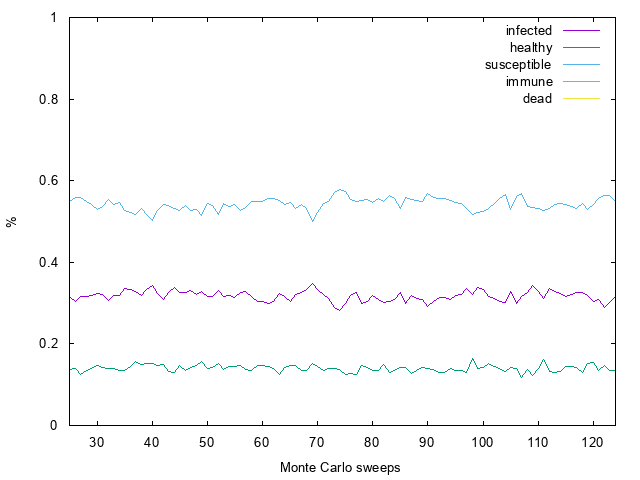 1
0.8
0.6
0.4
0.2
0
%
infected
healthy
susceptible
immune
dead
30 40 50 60 70 80 90 100 110 120
Monte Carlo sweeps